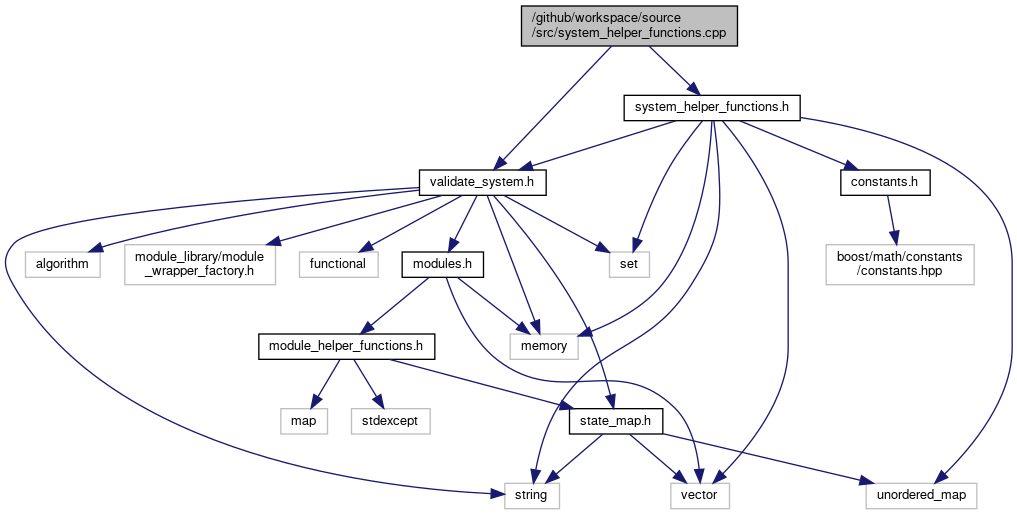 /github/workspace/source
/src/system_helper_functions.cpp
system_helper_functions.h
validate_system.h
constants.h
algorithm
module_library/module
_wrapper_factory.h
functional
modules.h
set
boost/math/constants
/constants.hpp
module_helper_functions.h
memory
map
stdexcept
state_map.h
string
vector
unordered_map